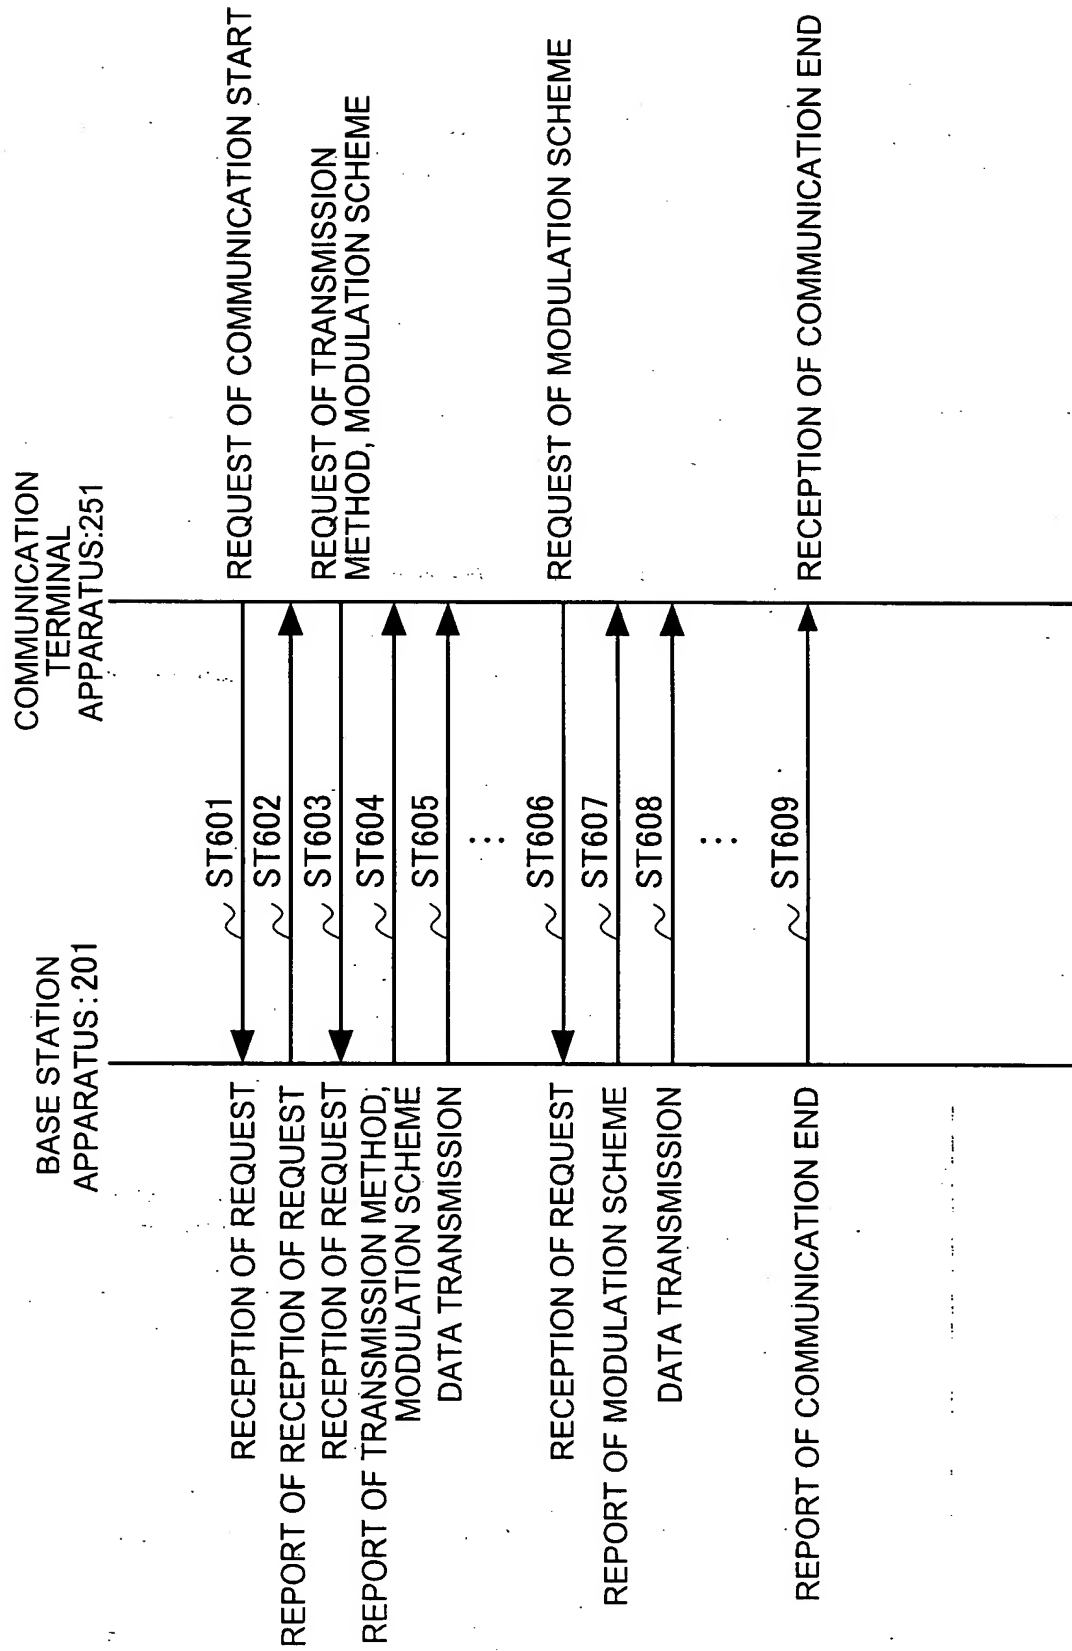 BASE STATION
APPARATUS:201
COMMUNICATION
TERMINAL
APPARATUS:251
RECEPTION OF REQUEST
ST601
REQUEST OF COMMUNICATION START
REPORT OF RECEPTION OF REQUEST
ST602
RECEPTION OF REQUEST
ST603
REQUEST OF TRANSMISSION
METHOD, MODULATION SCHEME
REPORT OF TRANSMISSION METHOD,
MODULATION SCHEME
ST604
DATA TRANSMISSION
ST605
...
RECEPTION OF REQUEST
ST606
REQUEST OF MODULATION SCHEME
REPORT OF MODULATION SCHEME
ST607
DATA TRANSMISSION
ST608
...
REPORT OF COMMUNICATION END
ST609
RECEPTION OF COMMUNICATION END